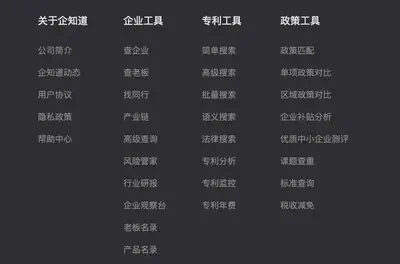 关于企知道 企业工具 专利工具 政策工具
公司简介 查企业 简单搜索 政策匹配
企知道动态 查老板 高级搜索 单项政策对比
用户协议 找同行 批量搜索 区域政策对比
隐私政策 产业链 语义搜索 企业补贴分析
帮助中心 高级查询 法律搜索 优质中小企业测评
风险管家 专利分析 课题查重
行业研报 专利监控 标准查询
企业观察台 专利年费 税收减免
老板名录
产品名录